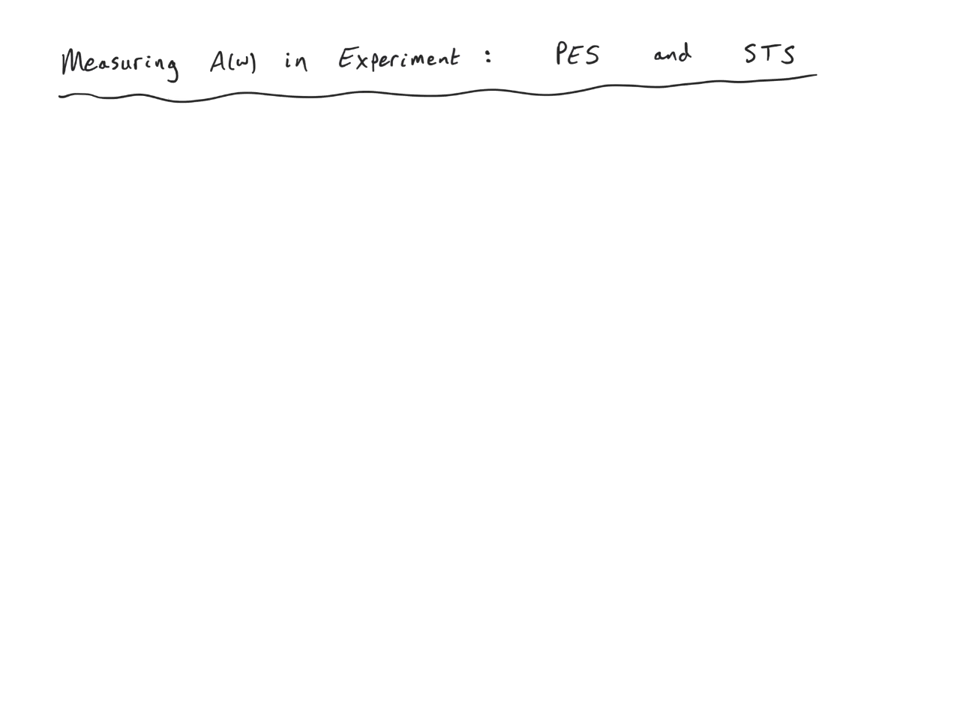 Measuring A(ω) in Experiment : PES and STS